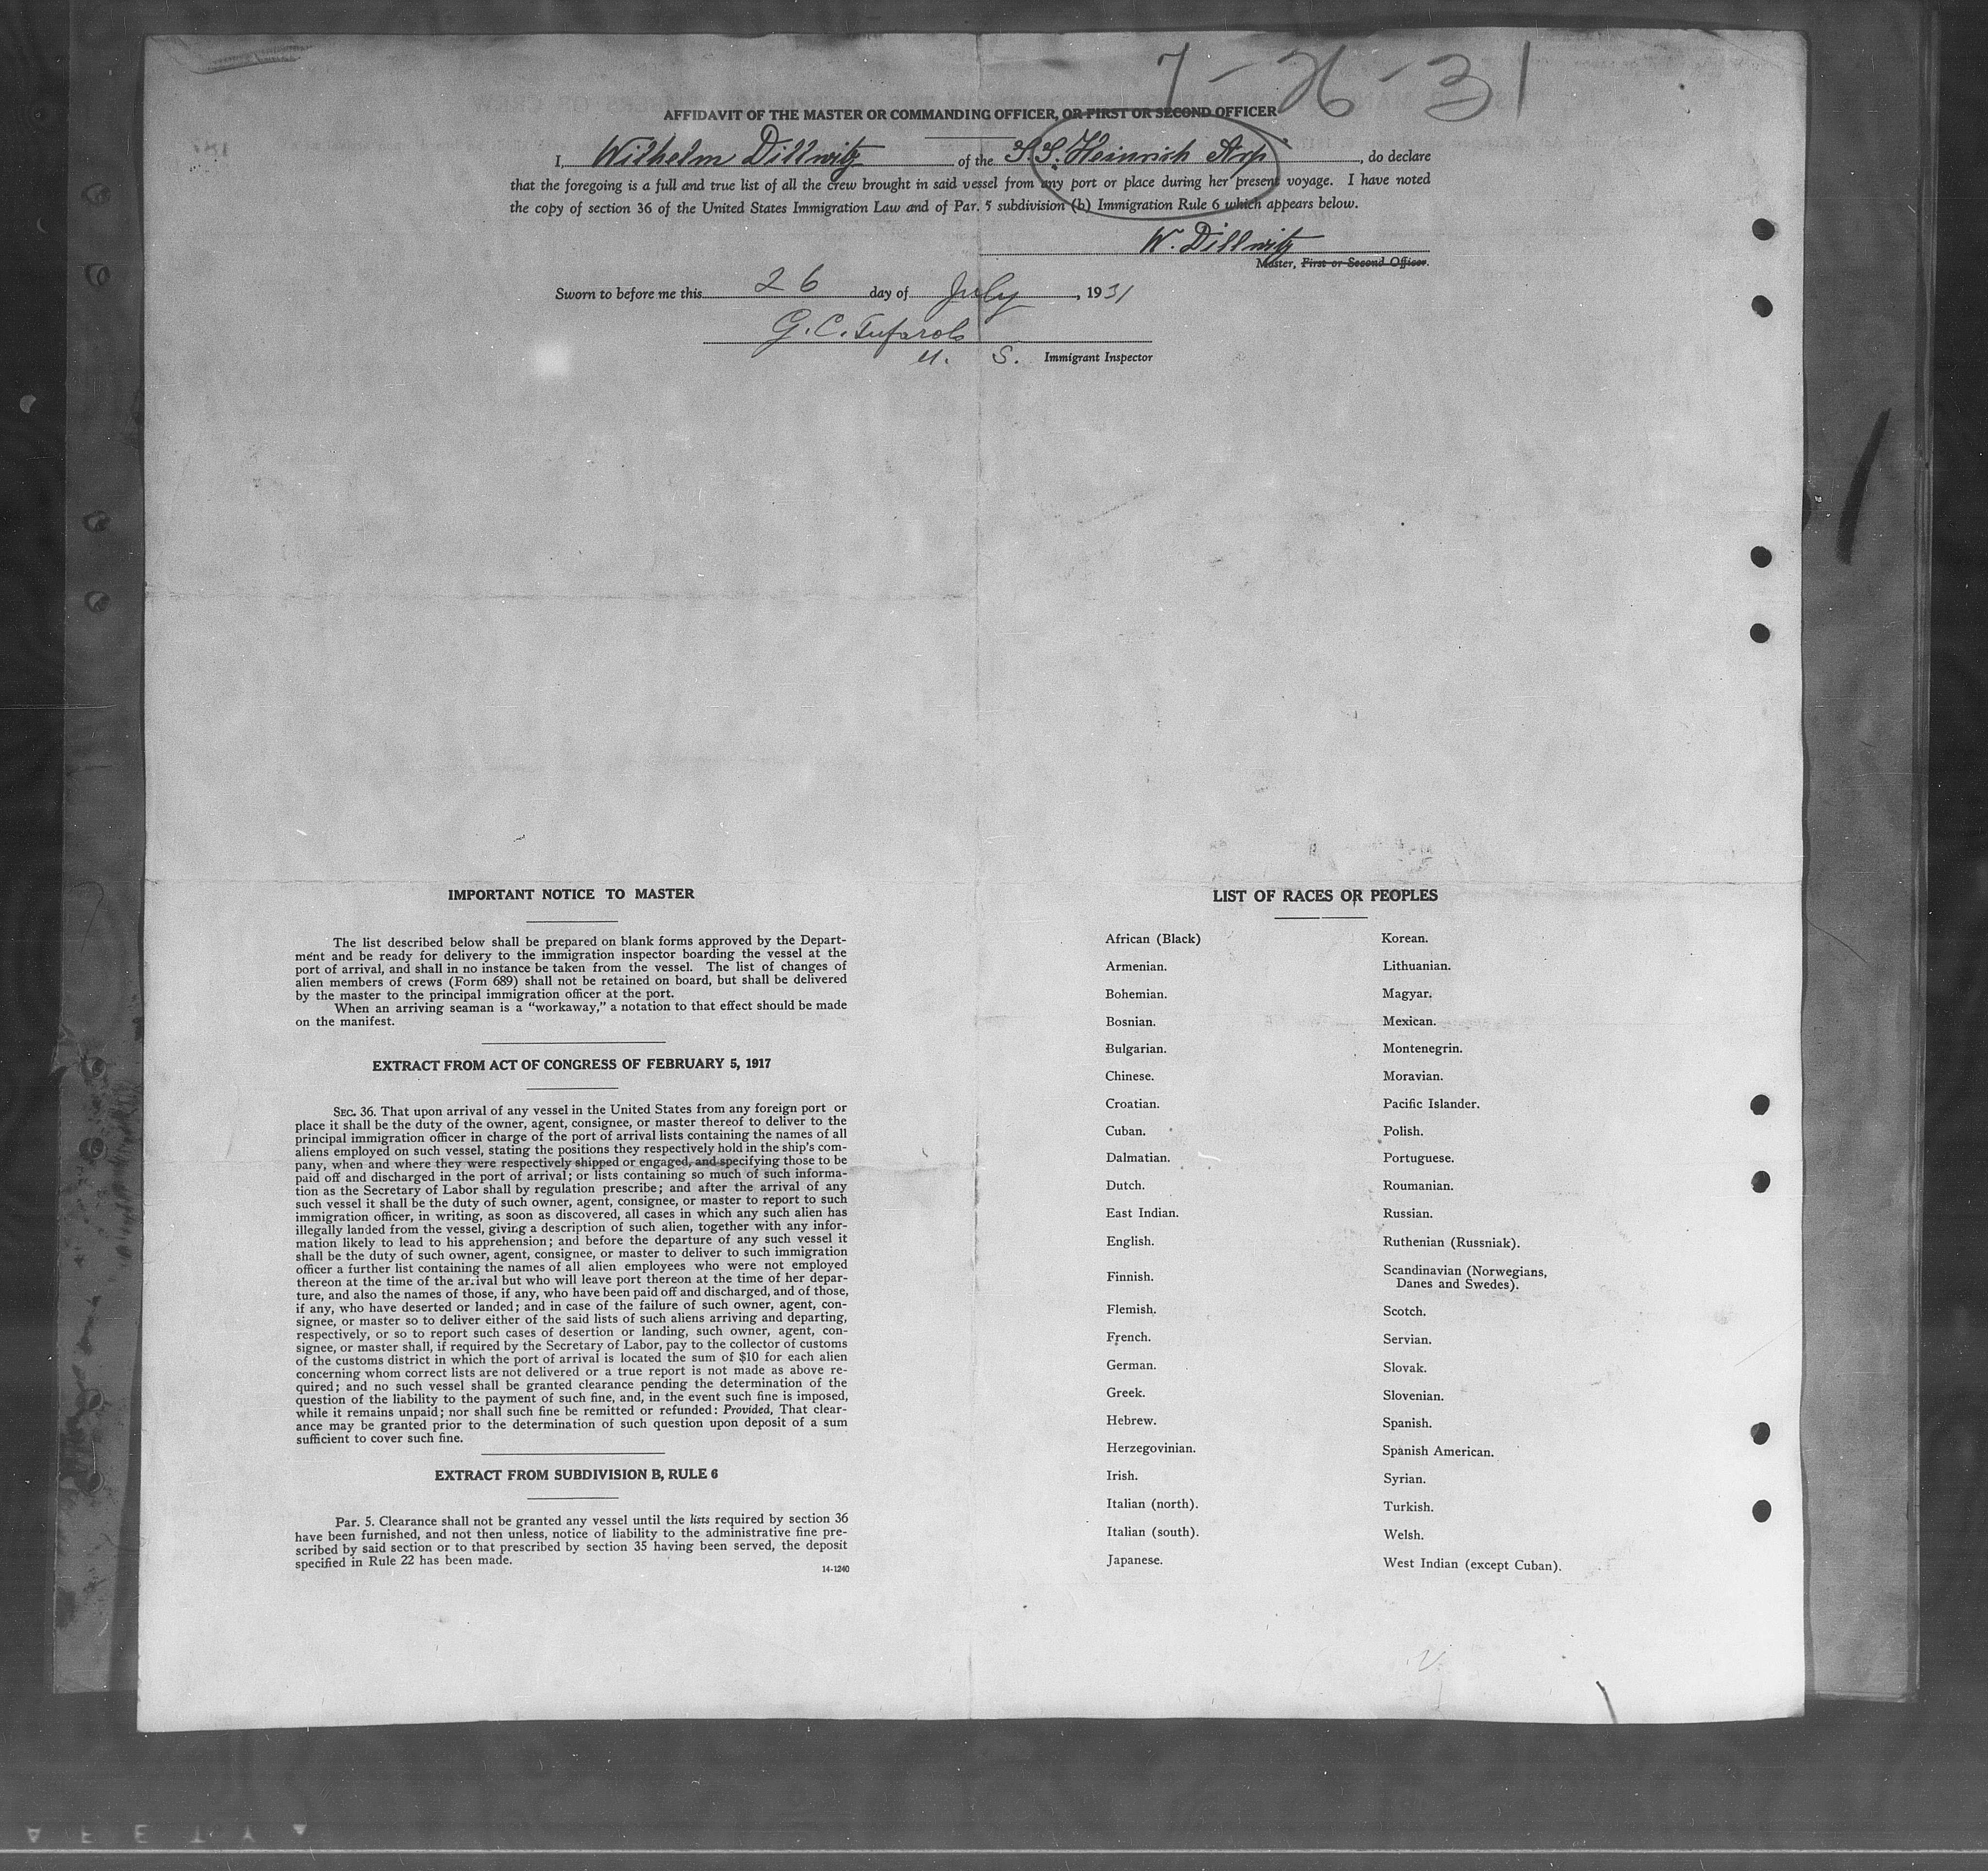 7-26-31
AFFIDAVIT OF THE MASTER OR COMMANDING OFFICER, OR FIRST OR SECOND OFFICER
I, Wilhelm Dillwitz of the S.S. Heinrich Arp, do declare
that the foregoing is a full and true list of all the crew brought in said vessel from any port or place during her present voyage. I have noted
the copy of section 36 of the United States Immigration Law and of Par. 5 subdivision (b) Immigration Rule 6 which appears below.
W. Dillwitz
Master, First or Second Officer.
Sworn to before me this 26 day of July, 1931
G. C.
U. S. Immigrant Inspector
IMPORTANT NOTICE TO MASTER
The list described below shall be prepared on blank forms approved by the Depart-
ment and be ready for delivery to the immigration inspector boarding the vessel at the
port of arrival, and shall in no instance be taken from the vessel. The list of changes of
alien members of crews (Form 689) shall not be retained on board, but shall be delivered
by the master to the principal immigration officer at the port.
When an arriving seaman is a "workaway," a notation to that effect should be made
on the manifest.
EXTRACT FROM ACT OF CONGRESS OF FEBRUARY 5, 1917
SEC. 36. That upon arrival of any vessel in the United States from any foreign port or
place it shall be the duty of the owner, agent, consignee, or master thereof to deliver to the
principal immigration officer in charge of the port of arrival lists containing the names of all
aliens employed on such vessel, stating the positions they respectively hold in the ship's com-
pany, when and where they were respectively shipped or engaged, and specifying those to be
paid off and discharged in the port of arrival; or lists containing so much of such informa-
tion as the Secretary of Labor shall by regulation prescribe; and after the arrival of any
such vessel it shall be the duty of such owner, agent, consignee, or master to report to such
immigration officer, in writing, as soon as discovered, all cases in which any such alien has
illegally landed from the vessel, giving a description of such alien, together with any infor-
mation likely to lead to his apprehension; and before the departure of any such vessel it
shall be the duty of such owner, agent, consignee, or master to deliver to such immigration
officer a further list containing the names of all alien employees who were not employed
thereon at the time of the arrival but who will leave port thereon at the time of her depar-
ture, and also the names of those, if any, who have been paid off and discharged, and of those,
if any, who have deserted or landed; and in case of the failure of such owner, agent, con-
signee, or master so to deliver either of the said lists of such aliens arriving and departing,
respectively, or so to report such cases of desertion or landing, such owner, agent, con-
signee, or master shall, if required by the Secretary of Labor, pay to the collector of customs
of the customs district in which the port of arrival is located the sum of $10 for each alien
concerning whom correct lists are not delivered or a true report is not made as above re-
quired; and no such vessel shall be granted clearance pending the determination of the
question of the liability to the payment of such fine, and, in the event such fine is imposed,
while it remains unpaid; nor shall such fine be remitted or refunded: Provided, That clear-
ance may be granted prior to the determination of such question upon deposit of a sum
sufficient to cover such fine.
EXTRACT FROM SUBDIVISION B, RULE 6
Par. 5. Clearance shall not be granted any vessel until the lists required by section 36
have been furnished, and not then unless, notice of liability to the administrative fine pre-
scribed by said section or to that prescribed by section 35 having been served, the deposit
specified in Rule 22 has been made.
14-1240
LIST OF RACES OR PEOPLES
African (Black)
Armenian.
Bohemian.
Bosnian.
Bulgarian.
Chinese.
Croatian.
Cuban.
Dalmatian.
Dutch.
East Indian.
English.
Finnish.
Flemish.
French.
German.
Greek.
Hebrew.
Herzegovinian.
Irish.
Italian (north).
Italian (south).
Japanese.
Korean.
Lithuanian.
Magyar.
Mexican.
Montenegrin.
Moravian.
Pacific Islander.
Polish.
Portuguese.
Roumanian.
Russian.
Ruthenian (Russniak).
Scandinavian (Norwegians,
Danes and Swedes).
Scotch.
Servian.
Slovak.
Slovenian.
Spanish.
Spanish American.
Syrian.
Turkish.
Welsh.
West Indian (except Cuban).